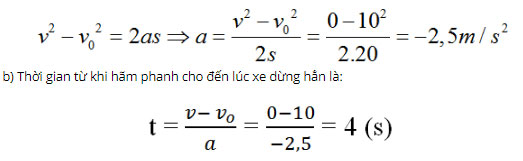 v² − v₀² = 2as ⇒ a = (v² − v₀²)/(2s) = (0 − 10²)/(2.20) = −2,5m / s²
b) Thời gian từ khi hãm phanh cho đến lúc xe dừng hẳn là:
t = (v − v₀)/a = (0−10)/(−2,5) = 4 (s)